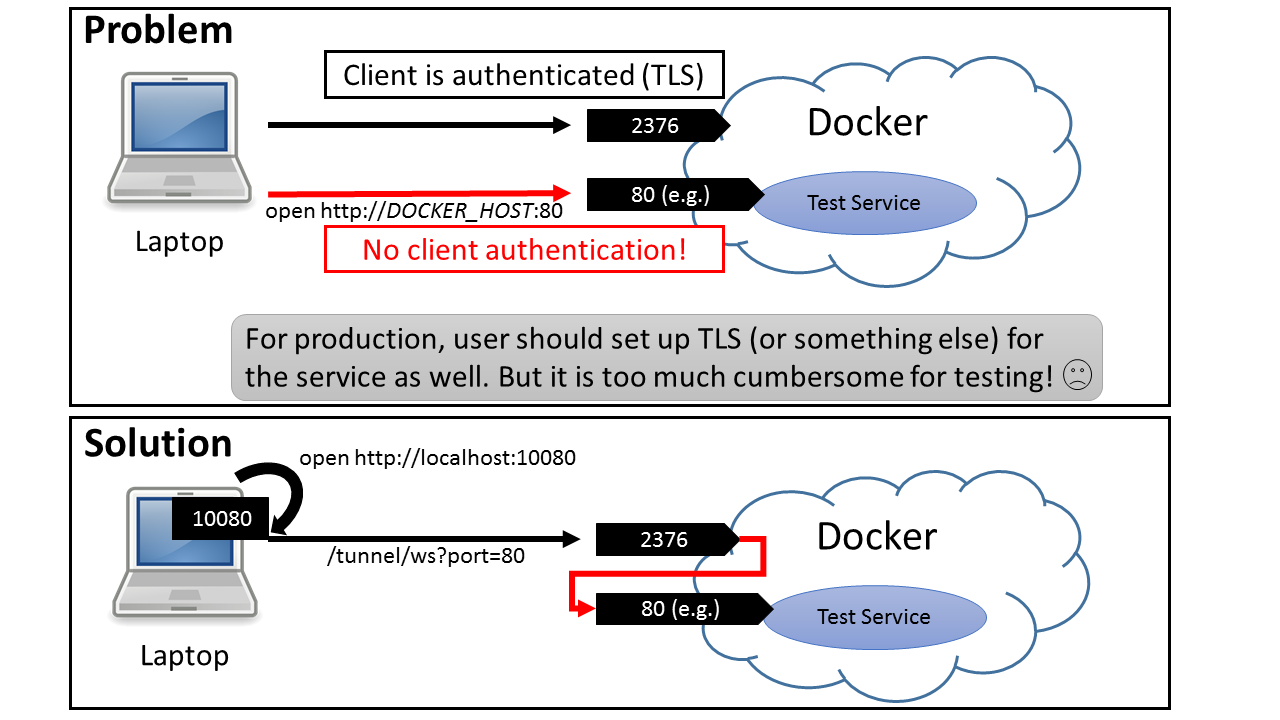 Problem
Client is authenticated (TLS)
2376
Docker
80 (e.g.)
Test Service
open http://DOCKER_HOST:80
Laptop
No client authentication!
For production, user should set up TLS (or something else) for
the service as well. But it is too much cumbersome for testing!
Solution
open http://localhost:10080
10080
2376
Docker
/tunnel/ws?port=80
80 (e.g.)
Test Service
Laptop